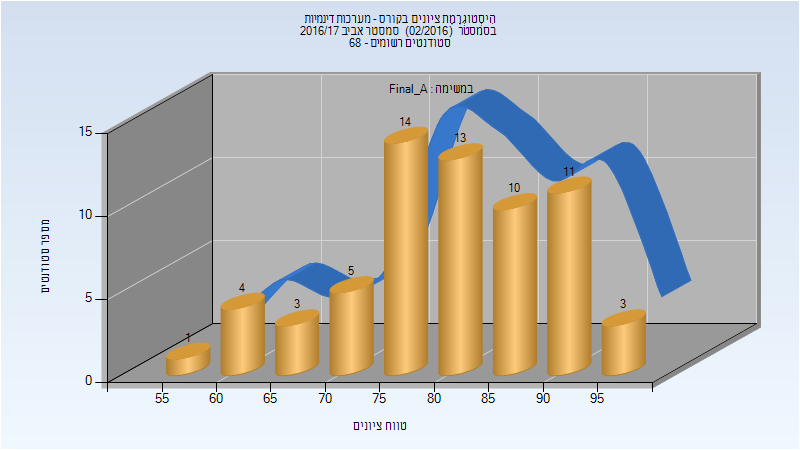 היסטוגרמת ציונים בקורס - מערכות דינמיות
בסמסטר (02/2016) סמסטר אביב 2016/17
סטודנטים רשומים - 68
במשימה : Final_A
15
10
5
0
מספר סטודנטים
1
4
3
5
14
13
10
11
3
55 60 65 70 75 80 85 90 95
טווח ציונים